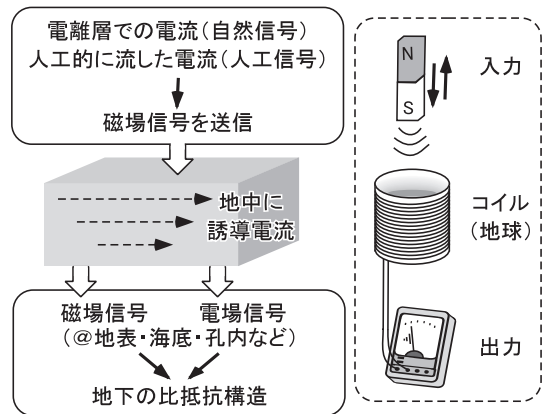 電離層での電流(自然信号)
人工的に流した電流(人工信号)
磁場信号を送信
地中に
誘導電流
磁場信号 電場信号
(@地表・海底・孔内など)
地下の比抵抗構造
N
S
入力
コイル
(地球)
出力